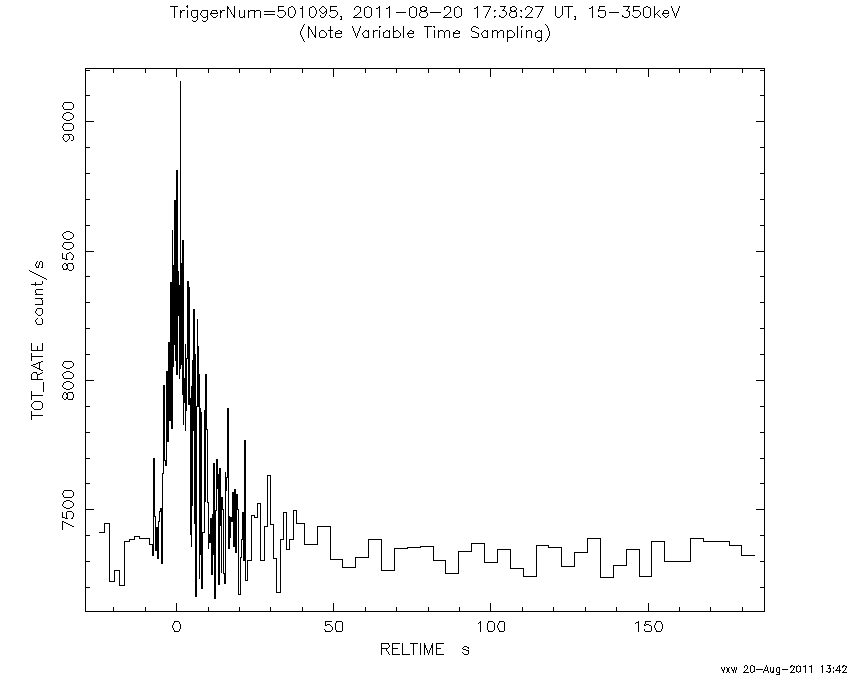 TriggerNum=501095, 2011-08-20 17:38:27 UT, 15-350keV
(Note Variable Time Sampling)
TOT_RATE count/s
9000
8500
8000
7500
0 50 100 150
RELTIME s
vxw 20-Aug-2011 13:42